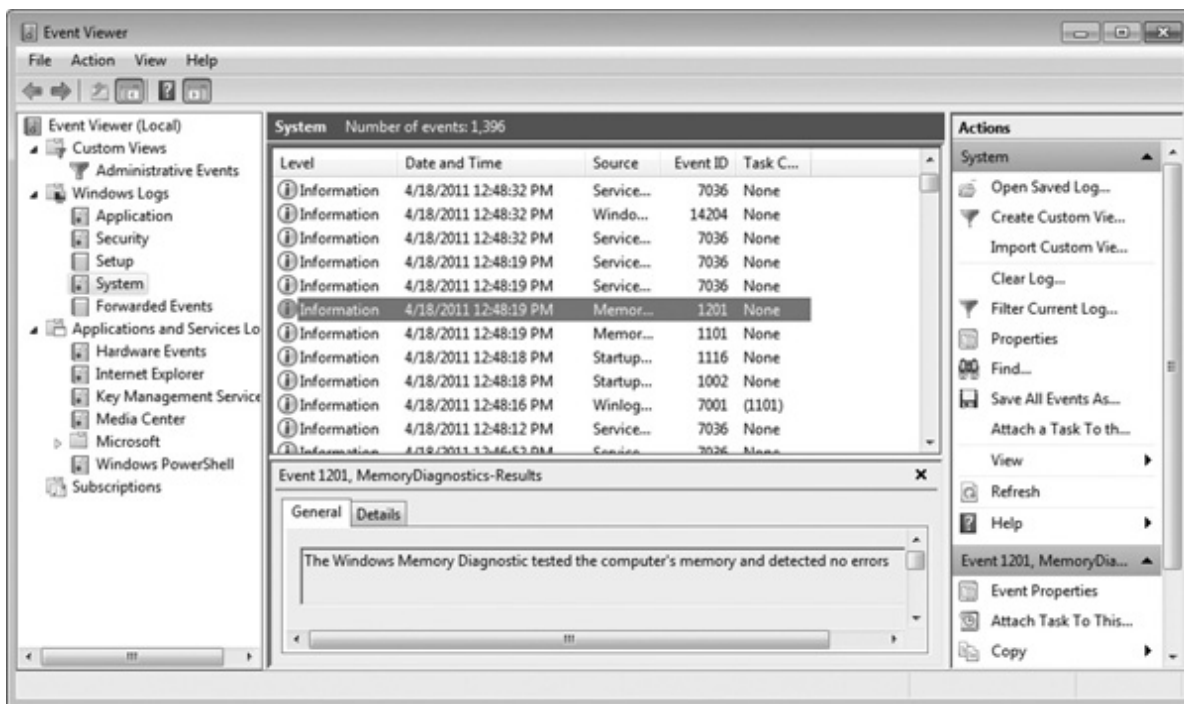 Event Viewer
File Action View Help
Event Viewer (Local)
Custom Views
Administrative Events
Windows Logs
Application
Security
Setup
System
Forwarded Events
Applications and Services Lo
Hardware Events
Internet Explorer
Key Management Service
Media Center
Microsoft
Windows PowerShell
Subscriptions
System Number of events: 1,396
Level Date and Time Source Event ID Task C...
Information 4/18/2011 12:48:32 PM Service... 7036 None
Information 4/18/2011 12:48:32 PM Windo... 14204 None
Information 4/18/2011 12:48:32 PM Service... 7036 None
Information 4/18/2011 12:48:19 PM Service... 7036 None
Information 4/18/2011 12:48:19 PM Service... 7036 None
Information 4/18/2011 12:48:19 PM Memor... 1201 None
Information 4/18/2011 12:48:19 PM Memor... 1101 None
Information 4/18/2011 12:48:18 PM Startup... 1116 None
Information 4/18/2011 12:48:18 PM Startup... 1002 None
Information 4/18/2011 12:48:16 PM Winlog... 7001 (1101)
Information 4/18/2011 12:48:12 PM Service... 7036 None
Information 4/18/2011 12:46:52 PM Service... 7036 None
Event 1201, MemoryDiagnostics-Results
General Details
The Windows Memory Diagnostic tested the computer's memory and detected no errors
Actions
System
Open Saved Log...
Create Custom Vie...
Import Custom Vie...
Clear Log...
Filter Current Log...
Properties
Find...
Save All Events As...
Attach a Task To th...
View
Refresh
Help
Event 1201, MemoryDia...
Event Properties
Attach Task To This...
Copy